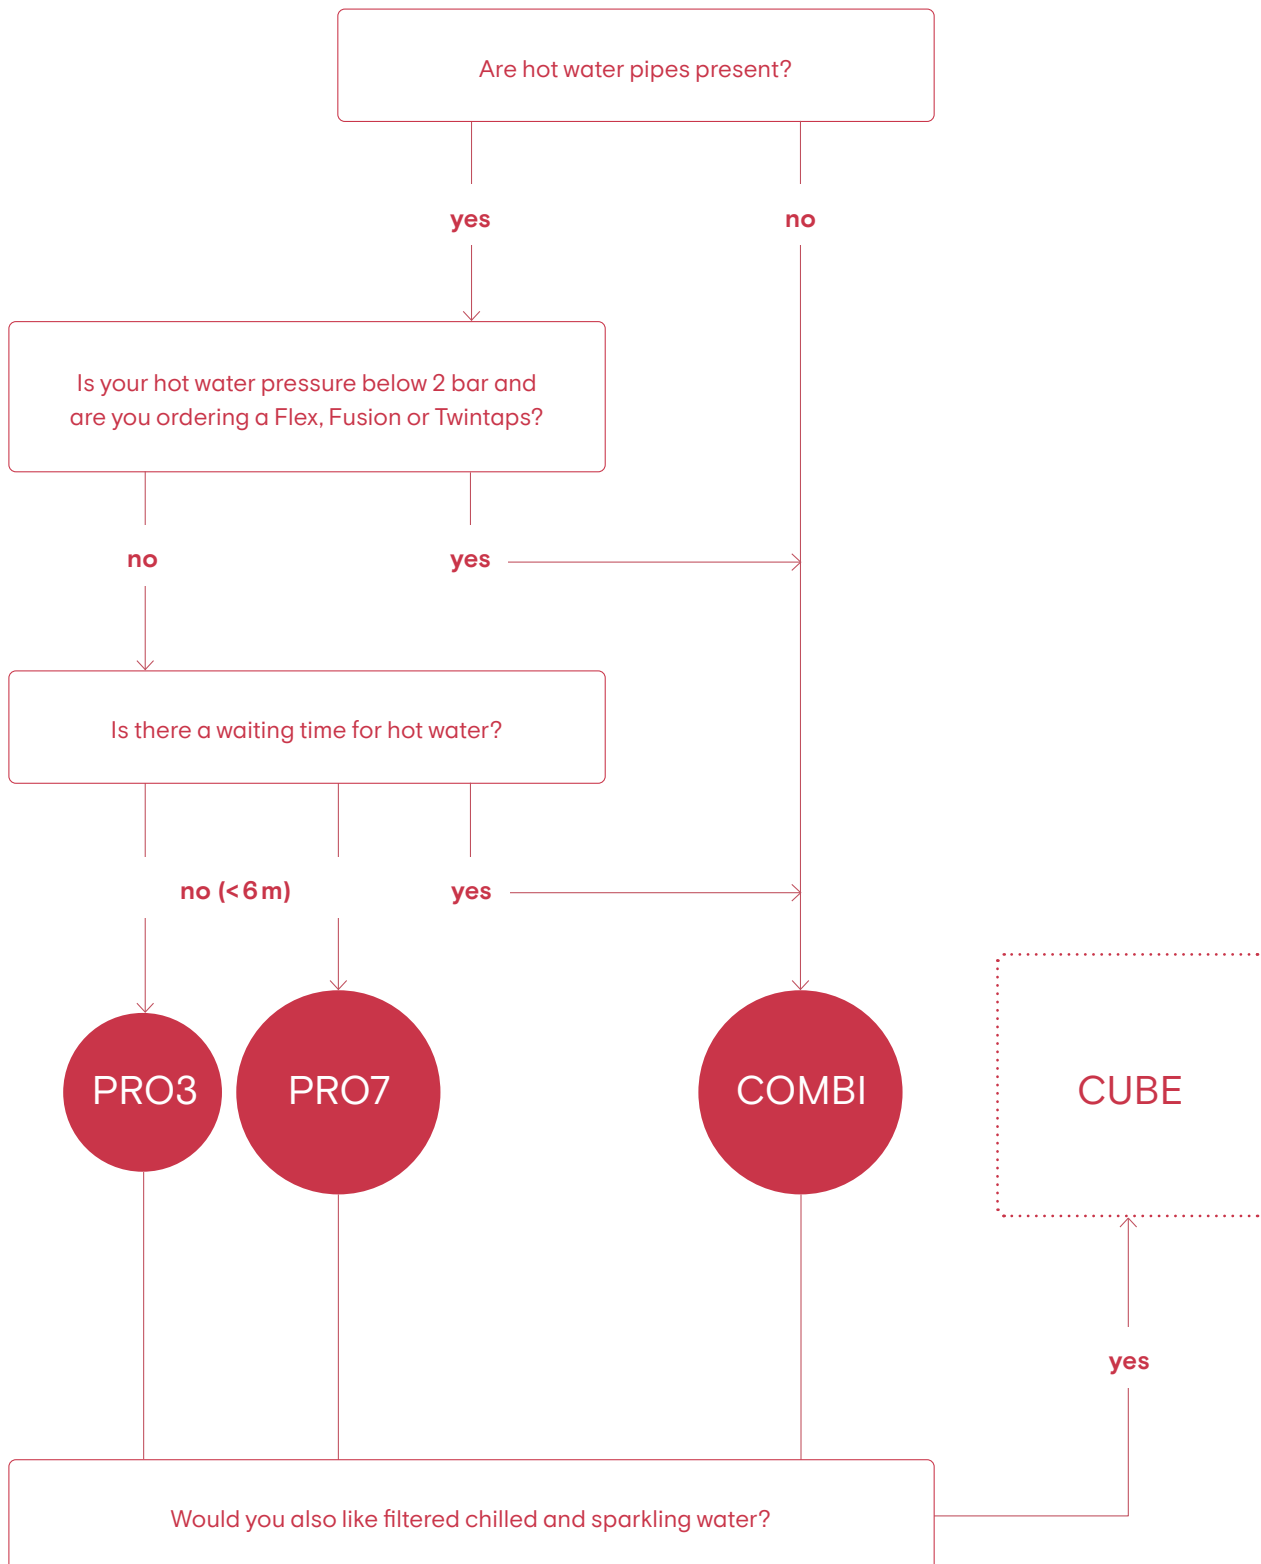 Are hot water pipes present?
yes
no
Is your hot water pressure below 2 bar and
are you ordering a Flex, Fusion or Twintaps?
no
yes
Is there a waiting time for hot water?
no (<6 m)
yes
PRO3
PRO7
COMBI
CUBE
yes
Would you also like filtered chilled and sparkling water?